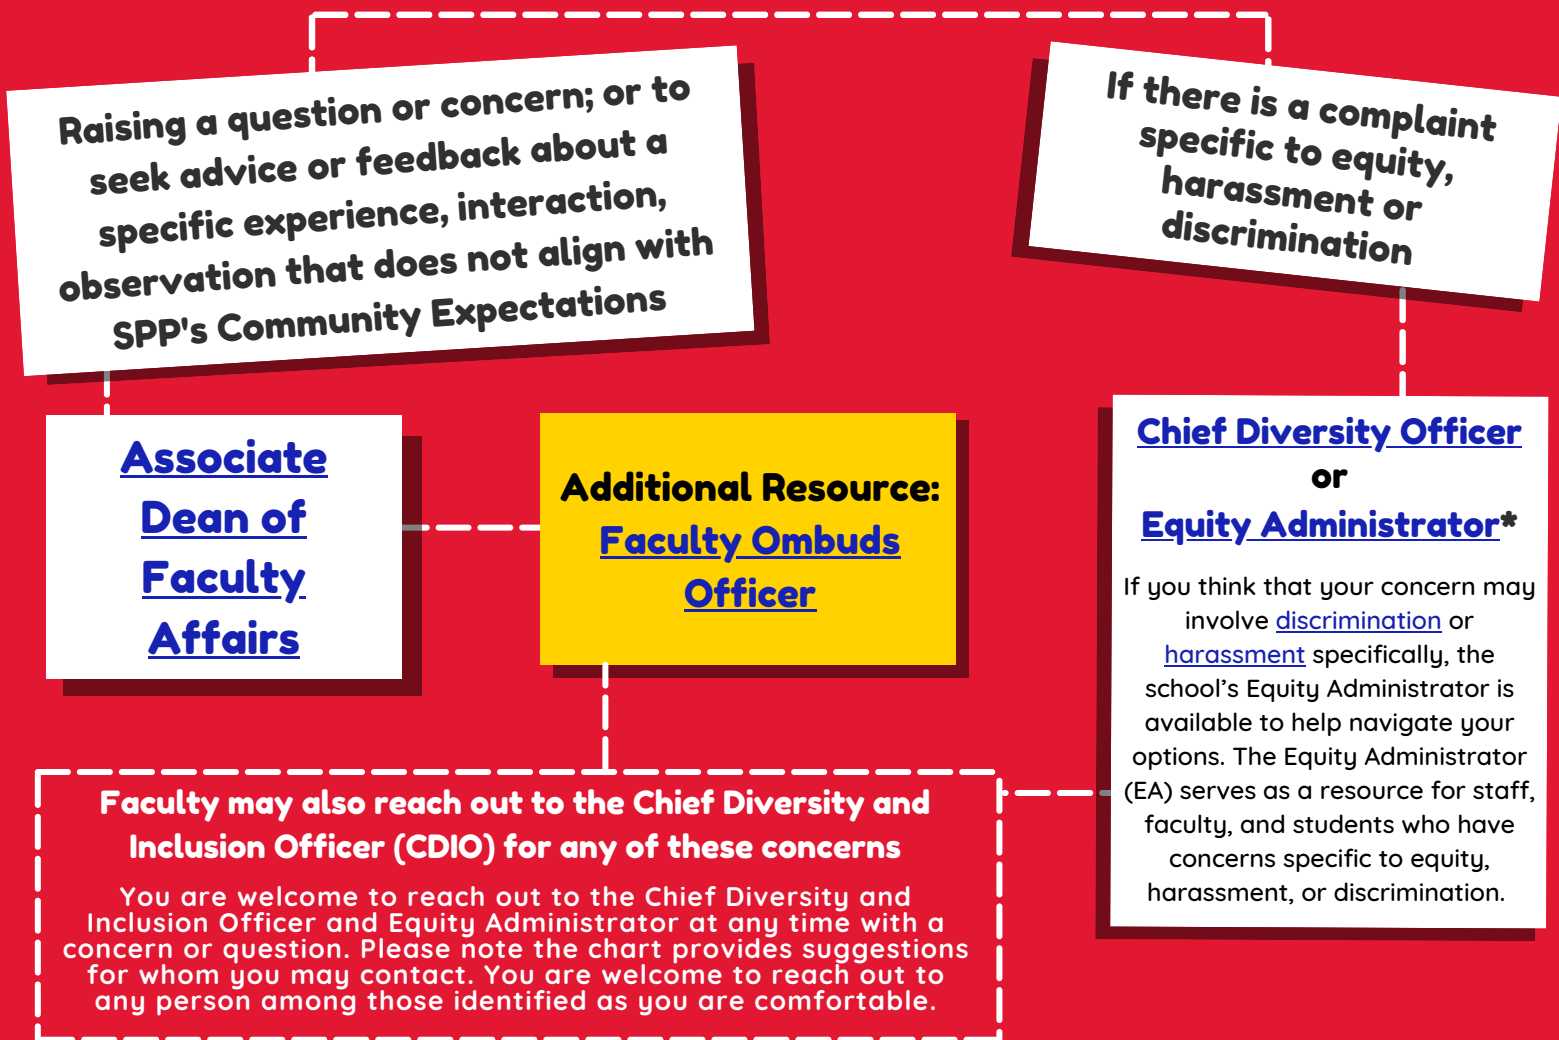 Raising a question or concern; or to
seek advice or feedback about a
specific experience, interaction,
observation that does not align with
SPP's Community Expectations
If there is a complaint
specific to equity,
harassment or
discrimination
Associate
Dean of
Faculty
Affairs
Additional Resource:
Faculty Ombuds
Officer
Chief Diversity Officer
or
Equity Administrator*
If you think that your concern may
involve discrimination or
harassment specifically, the
school’s Equity Administrator is
available to help navigate your
options. The Equity Administrator
(EA) serves as a resource for staff,
faculty, and students who have
concerns specific to equity,
harassment, or discrimination.
Faculty may also reach out to the Chief Diversity and
Inclusion Officer (CDIO) for any of these concerns
You are welcome to reach out to the Chief Diversity and
Inclusion Officer and Equity Administrator at any time with a
concern or question. Please note the chart provides suggestions
for whom you may contact. You are welcome to reach out to
any person among those identified as you are comfortable.